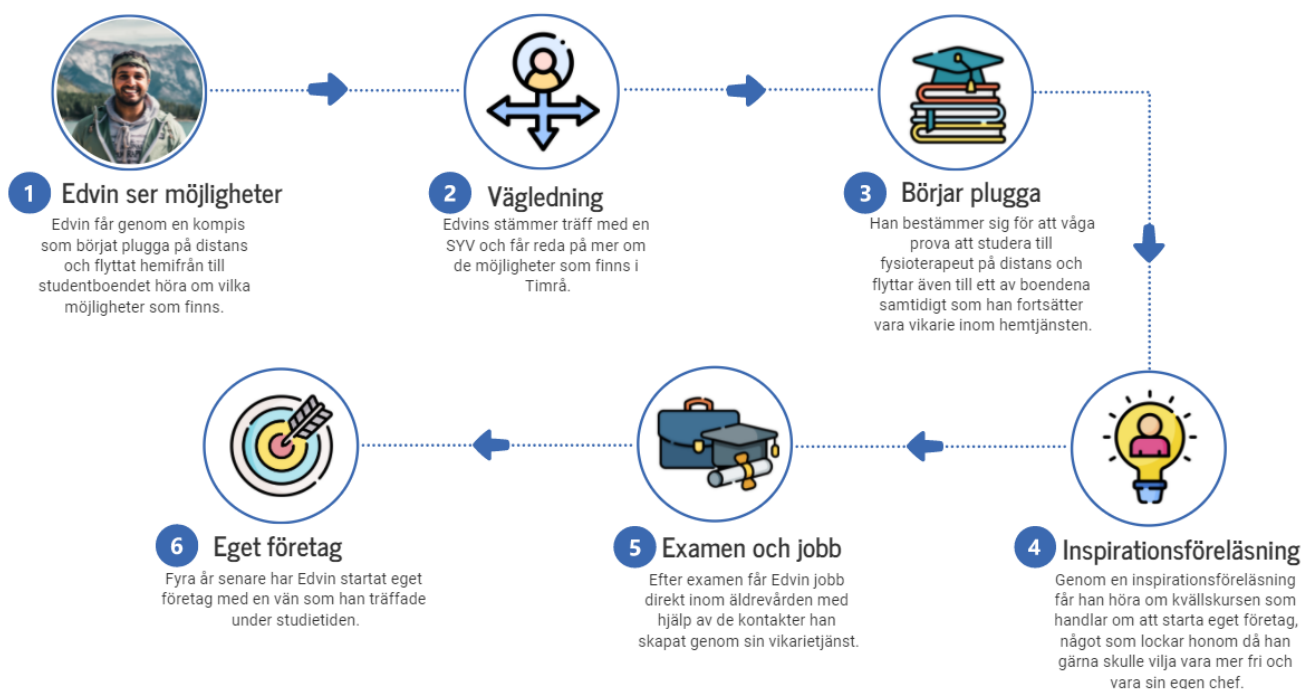 1 Edvin ser möjligheter
Edvin får genom en kompis
som börjat plugga på distans
och flyttat hemifrån till
studentboendet höra om vilka
möjligheter som finns.
2 Vägledning
Edvins stämmer träff med en
SYV och får reda på mer om
de möjligheter som finns i
Timrå.
3 Börjar plugga
Han bestämmer sig för att våga
prova att studera till
fysioterapeut på distans och
flyttar även till ett av boendena
samtidigt som han fortsätter
vara vikarie inom hemtjänsten.
4 Inspirationsföreläsning
Genom en inspirationsföreläsning
får han höra om kvällskursen som
handlar om att starta eget företag,
något som lockar honom då han
gärna skulle vilja vara mer fri och
vara sin egen chef.
5 Examen och jobb
Efter examen får Edvin jobb
direkt inom äldrevården med
hjälp av de kontakter han
skapat genom sin vikarietjänst.
6 Eget företag
Fyra år senare har Edvin startat eget
företag med en vän som han träffade
under studietiden.